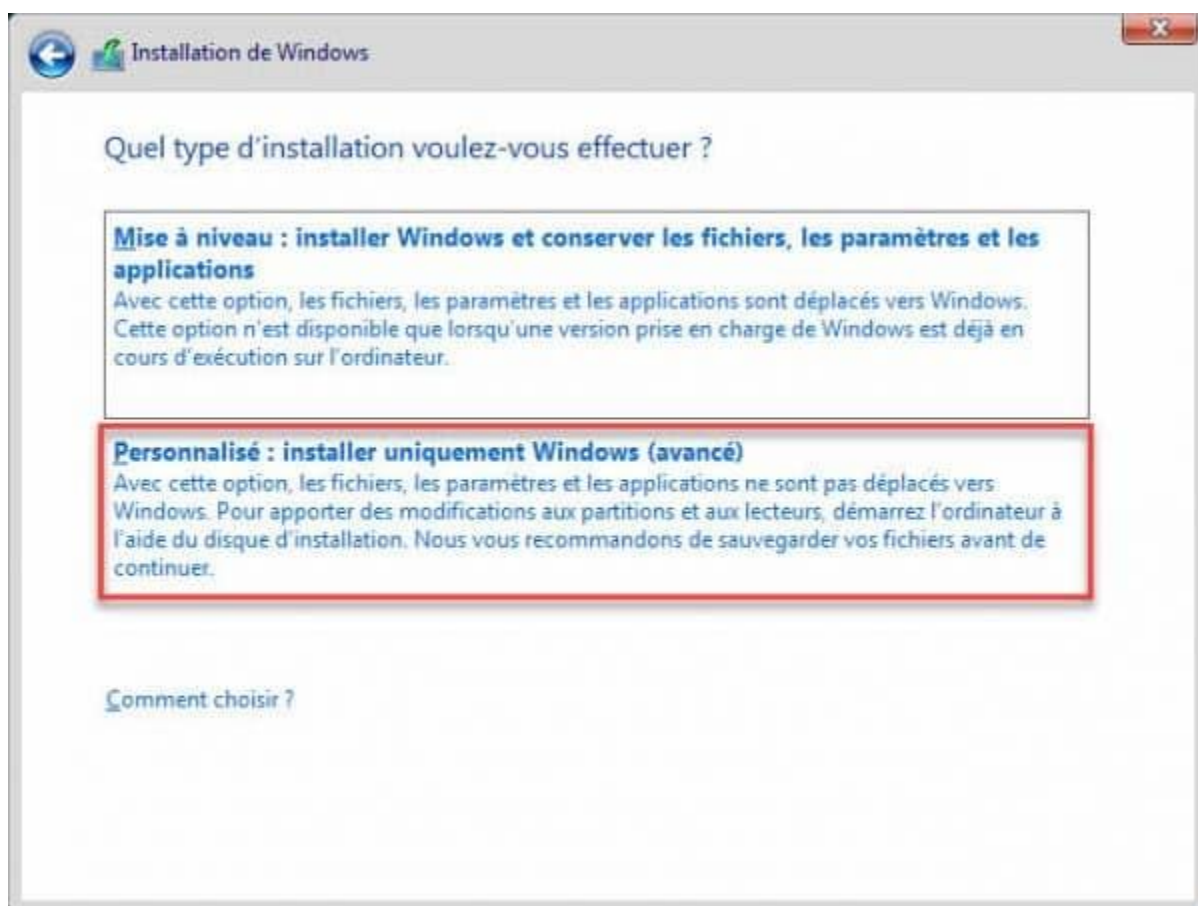 Installation de Windows
Quel type d'installation voulez-vous effectuer ?
Mise à niveau : installer Windows et conserver les fichiers, les paramètres et les
applications
Avec cette option, les fichiers, les paramètres et les applications sont déplacés vers Windows.
Cette option n'est disponible que lorsqu'une version prise en charge de Windows est déjà en
cours d'exécution sur l'ordinateur.
Personnalisé : installer uniquement Windows (avancé)
Avec cette option, les fichiers, les paramètres et les applications ne sont pas déplacés vers
Windows. Pour apporter des modifications aux partitions et aux lecteurs, démarrez l'ordinateur à
l'aide du disque d'installation. Nous vous recommandons de sauvegarder vos fichiers avant de
continuer.
Comment choisir ?